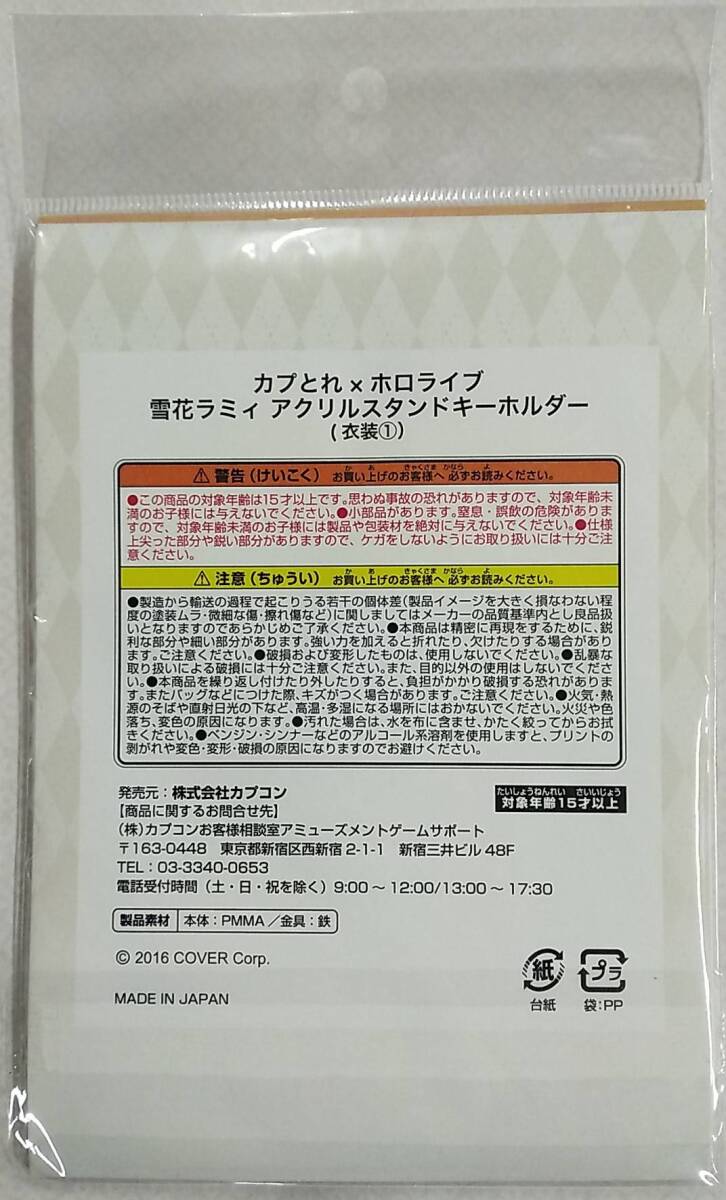 カプとれ×ホロライブ
雪花ラミィ アクリルスタンドキーホルダー
(衣装①)
⚠ 警告(けいこく) お買い上げのお客様へ 必ずお読みください。
●この商品の対象年齢は15才以上です。思わぬ事故の恐れがありますので、対象年齢未
満のお子様には与えないでください。●小部品があります。窒息・誤飲の危険がありま
すので、対象年齢未満のお子様には製品や包装材を絶対に与えないでください。●仕様
上尖った部分や鋭い部分がありますので、ケガをしないようにお取り扱いには十分ご注
意ください。
⚠ 注意(ちゅうい) お買い上げのお客様へ 必ずお読みください。
●製造から輸送の過程で起こりうる若干の個体差(製品イメージを大きく損なわない程
度の塗装ムラ・微細な傷・擦れ傷など)に関しましてはメーカーの品質基準内とし良品扱
いとなりますのであらかじめご了承ください。●本商品は精密に再現をするために、鋭
利な部分や細い部分があります。強い力を加えると折れたり、欠けたりする場合があり
ます。ご注意ください。●破損および変形したものは、使用しないでください。●乱暴な
取り扱いによる破損には十分ご注意ください。また、目的以外の使用はしないでくださ
い。●本商品を繰り返し付けたり外したりすると、負担がかかり破損する恐れがありま
す。またバッグなどにつけた際、キズがつく場合があります。ご注意ください。●火気・熱
源のそばや直射日光の下など、高温・多湿になる場所にはおかないでください。火災や色
落ち、変色の原因になります。●汚れた場合は、水を布に含ませ、かたく絞ってからお拭
きください。●ベンジン・シンナーなどのアルコール系溶剤を使用しますと、プリントの
剥がれや変色・変形・破損の原因になりますのでお避けください。
発売元：株式会社カプコン
【商品に関するお問合せ先】
たいしょうねんれい さいいじょう
対象年齢15才以上
(株)カプコンお客様相談室アミューズメントゲームサポート
〒163-0448 東京都新宿区西新宿2-1-1 新宿三井ビル48F
TEL：03-3340-0653
電話受付時間(土・日・祝を除く) 9:00～12:00/13:00～17:30
製品素材 本体：PMMA／金具：鉄
© 2016 COVER Corp.
MADE IN JAPAN
紙
台紙
プラ
袋：PP